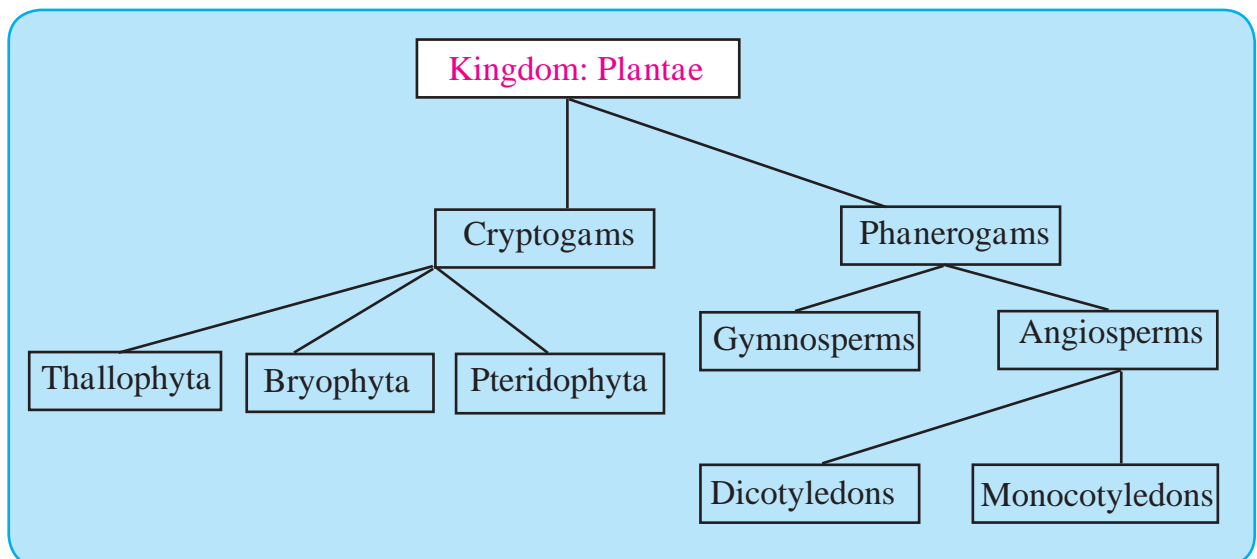 Kingdom: Plantae
Cryptogams
Phanerogams
Thallophyta
Bryophyta
Pteridophyta
Gymnosperms
Angiosperms
Dicotyledons
Monocotyledons